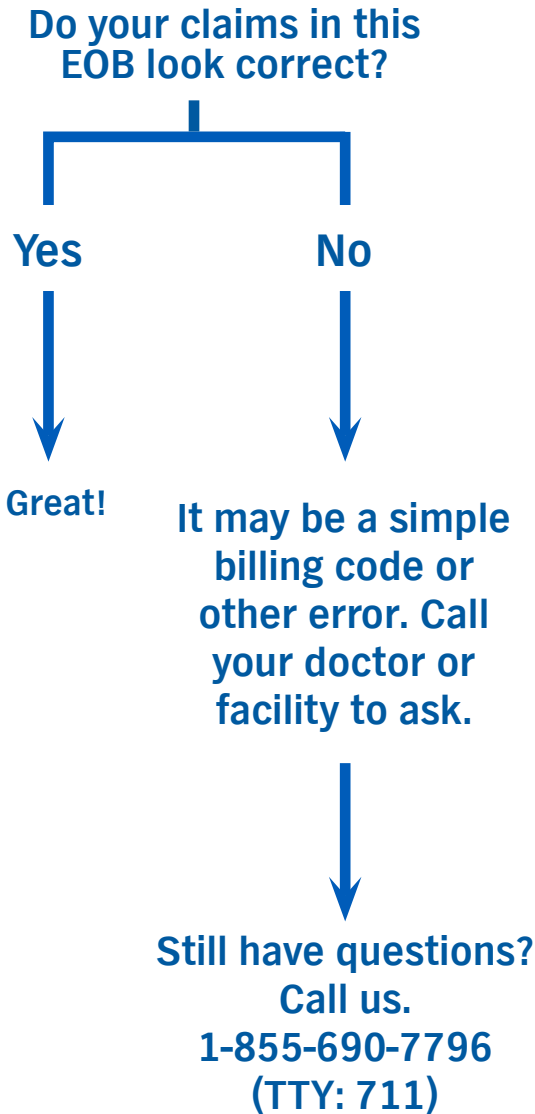 Do your claims in this
EOB look correct?
Yes
No
Great!
It may be a simple
billing code or
other error. Call
your doctor or
facility to ask.
Still have questions?
Call us.
1-855-690-7796
(TTY: 711)